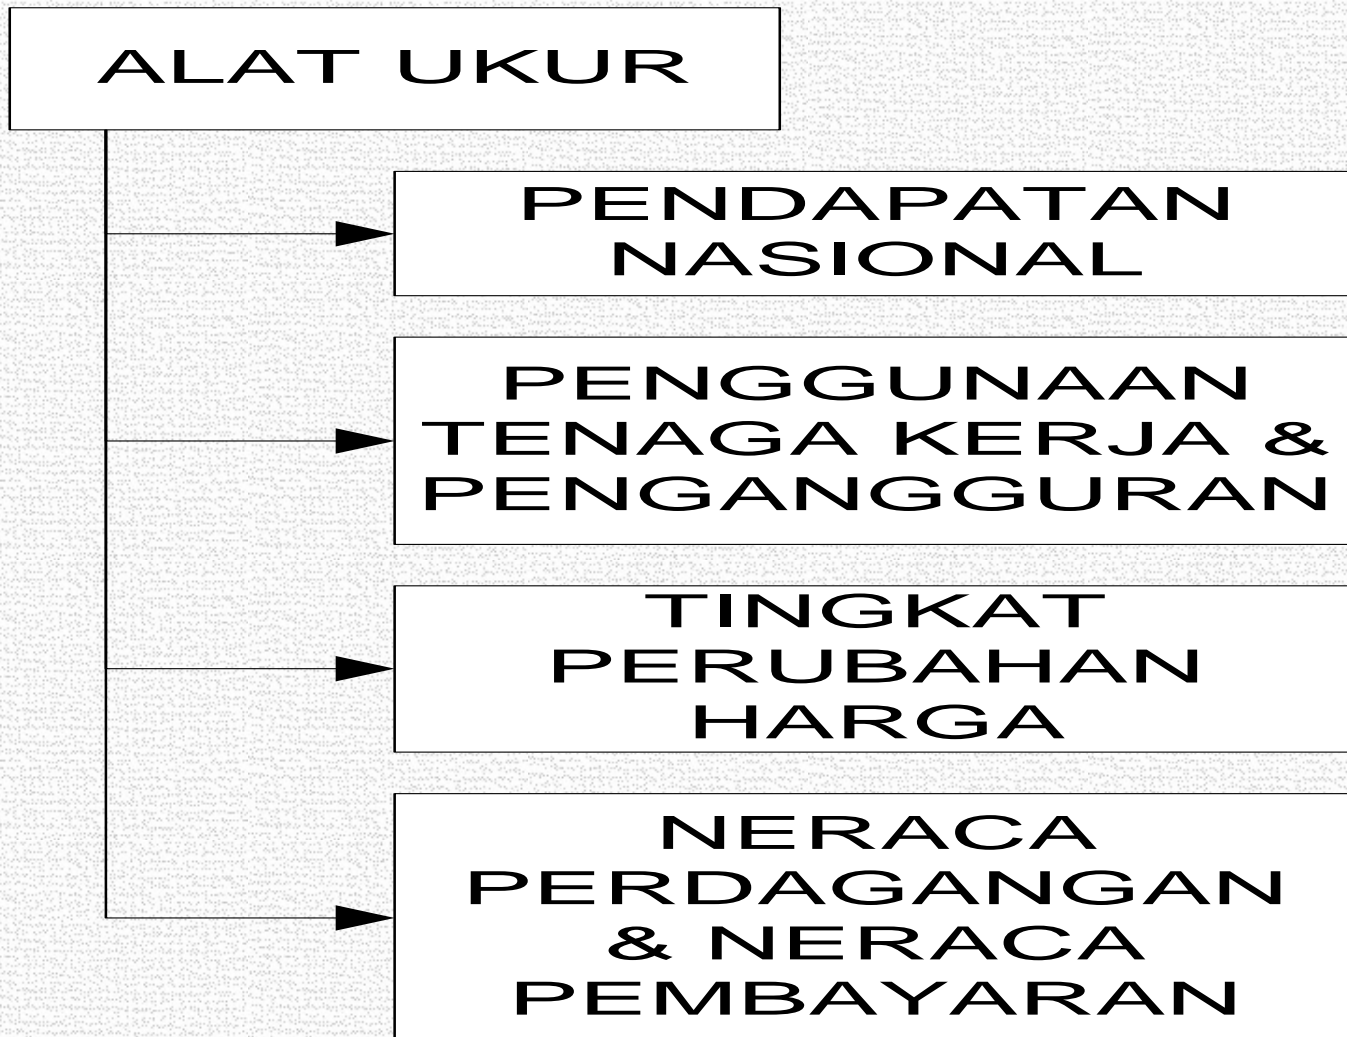 ALAT UKUR
PENDAPATAN
NASIONAL
PENGGUNAAN
TENAGA KERJA &
PENGANGGURAN
TINGKAT
PERUBAHAN
HARGA
NERACA
PERDAGANGAN
& NERACA
PEMBAYARAN